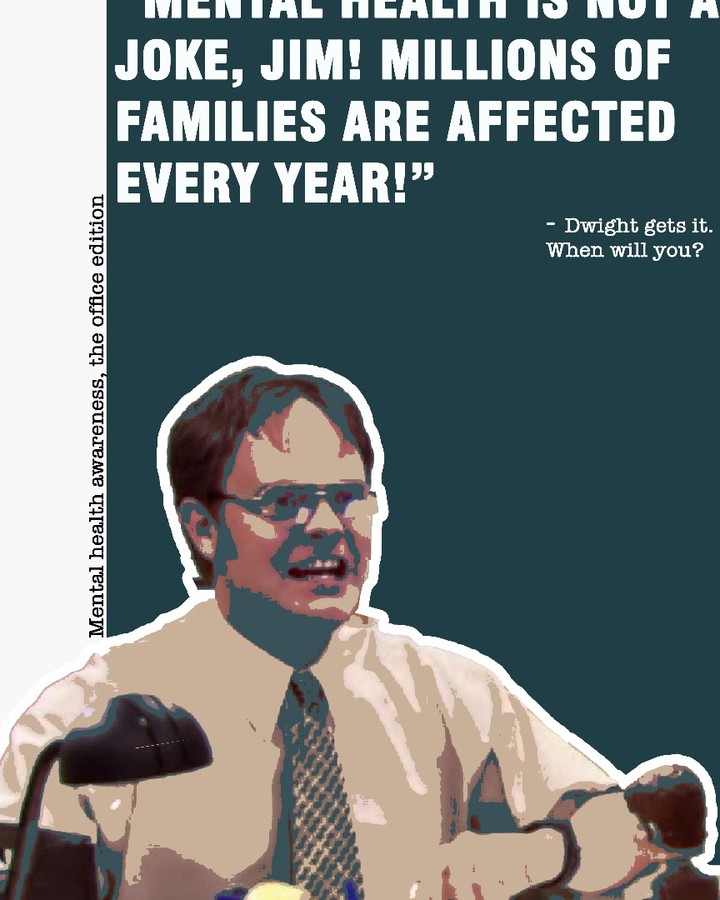 "MENTAL HEALTH IS NOT A
JOKE, JIM! MILLIONS OF
FAMILIES ARE AFFECTED
EVERY YEAR!”
- Dwight gets it.
When will you?
Mental health awareness, the office edition